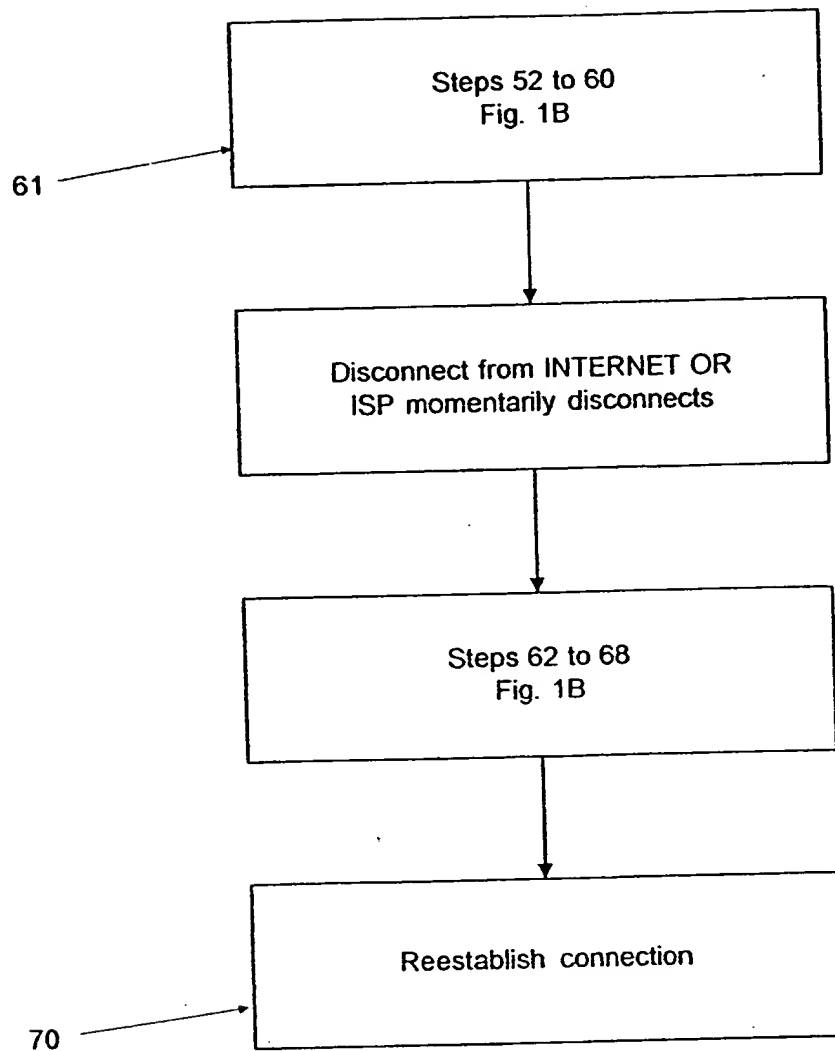 Steps 52 to 60
Fig. 1B
61
Disconnect from INTERNET OR
ISP momentarily disconnects
Steps 62 to 68
Fig. 1B
Reestablish connection
70